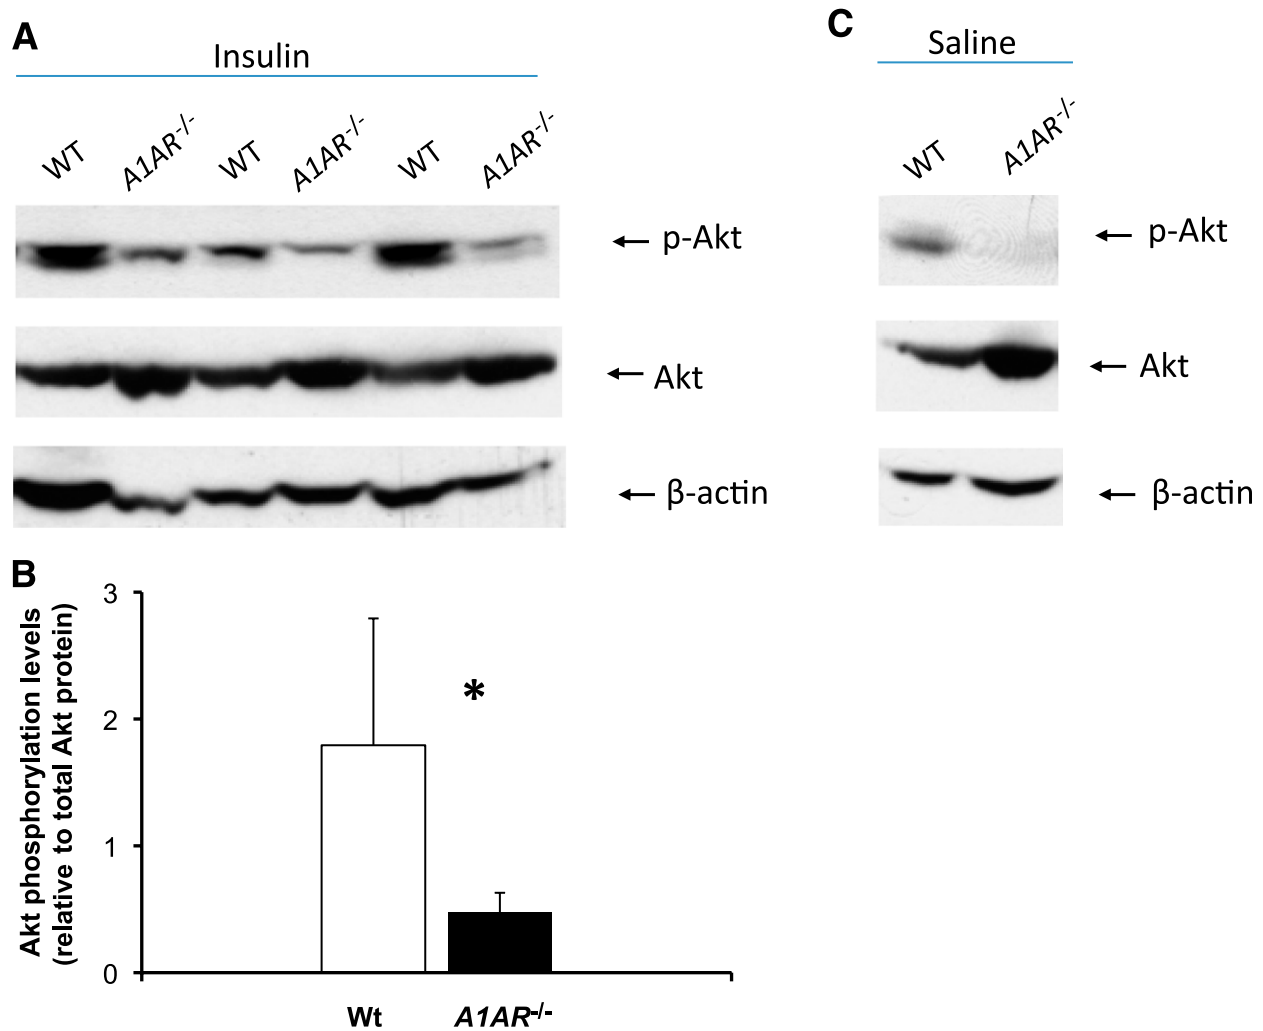 A
Insulin
WT A1AR-/- WT A1AR-/- WT A1AR-/-
p-Akt
Akt
β-actin
C
Saline
WT A1AR-/-
p-Akt
Akt
β-actin
B
Akt phosphorylation levels
(relative to total Akt protein)
3
2
1
0
*
Wt A1AR-/-